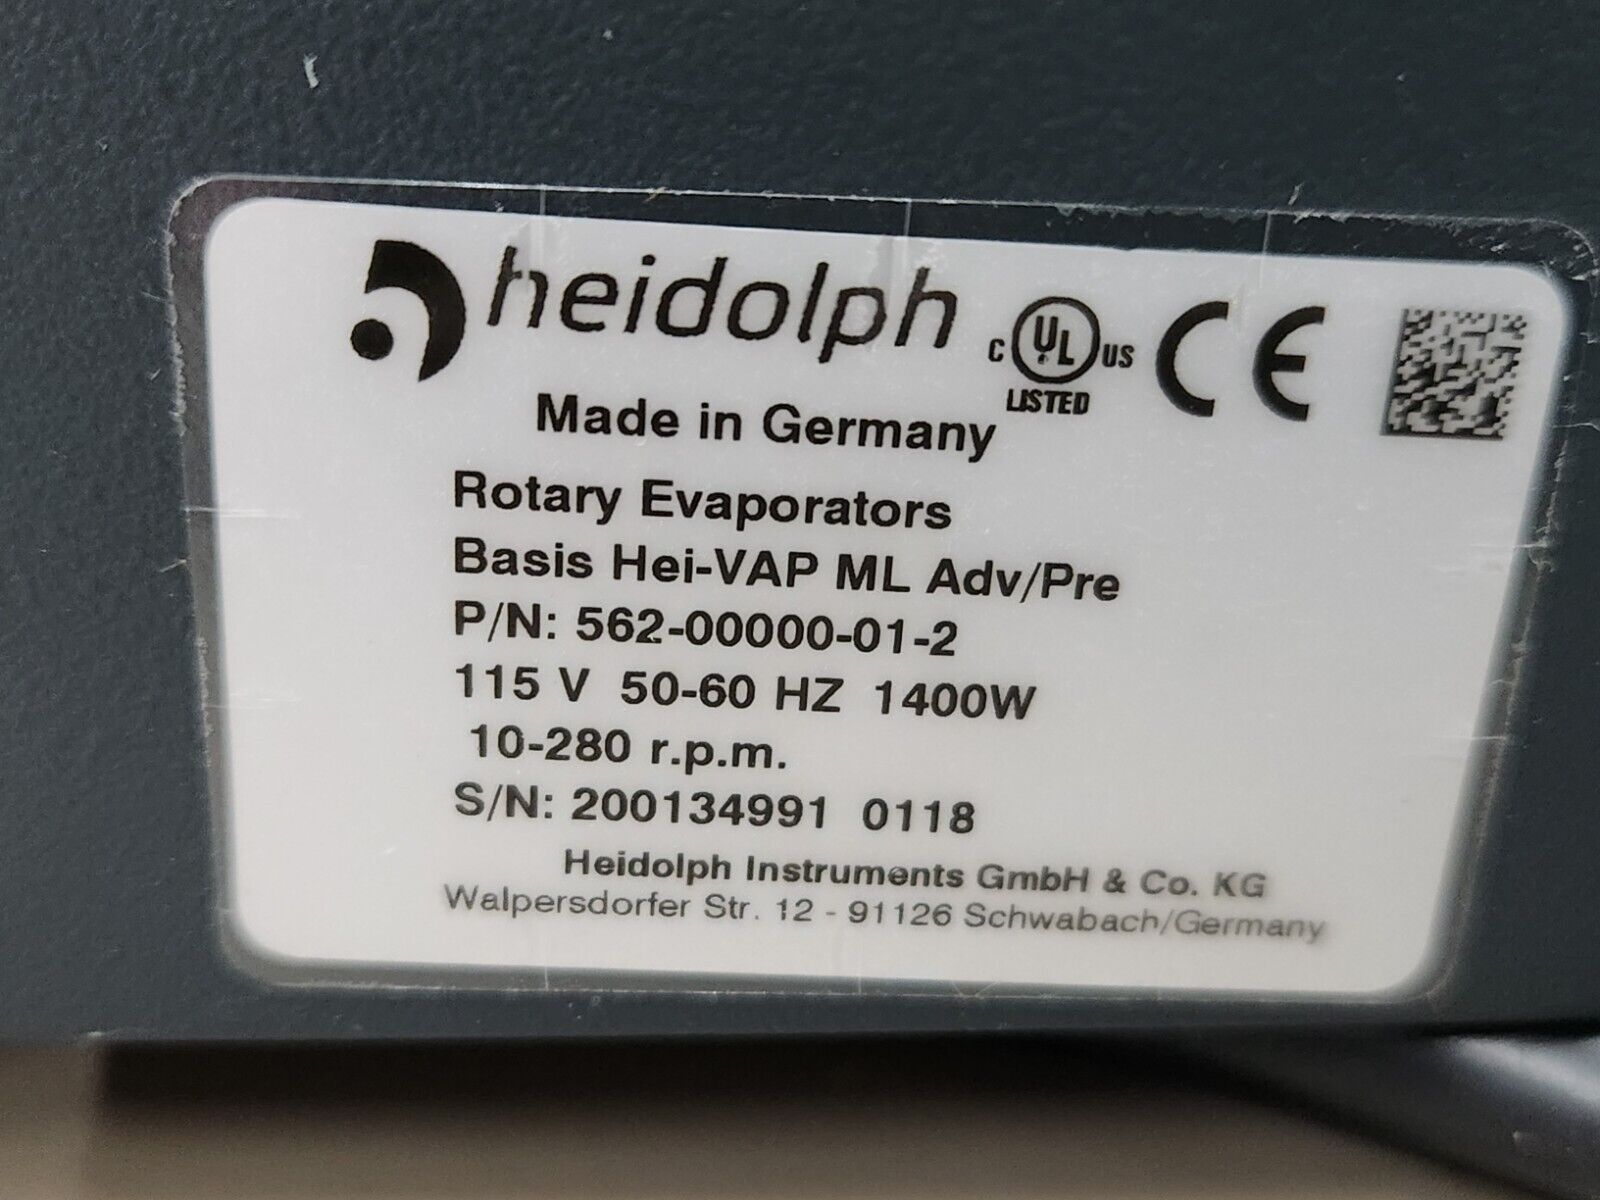 heidolph
C UL US
LISTED
CE
Made in Germany
Rotary Evaporators
Basis Hei-VAP ML Adv/Pre
P/N: 562-00000-01-2
115 V 50-60 HZ 1400W
10-280 r.p.m.
S/N: 200134991 0118
Heidolph Instruments GmbH & Co. KG
Walpersdorfer Str. 12 - 91126 Schwabach/Germany